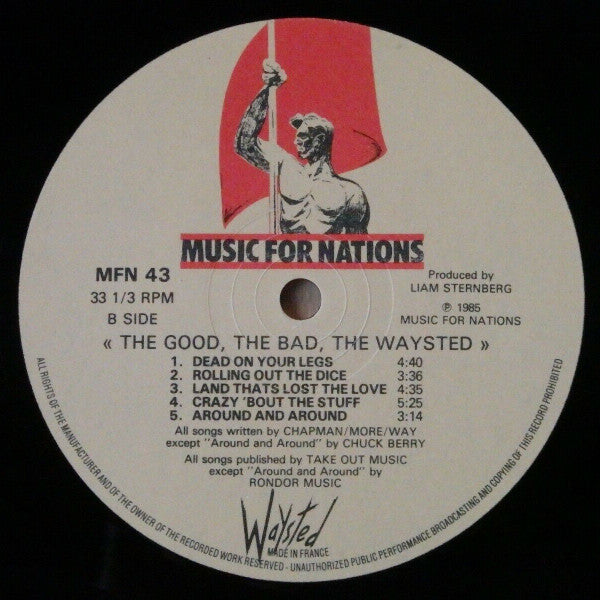 MUSIC FOR NATIONS
MFN 43
33 1/3 RPM
B SIDE
Produced by
LIAM STERNBERG
℗ 1985
MUSIC FOR NATIONS
« THE GOOD, THE BAD, THE WAYSTED »
1. DEAD ON YOUR LEGS 4:40
2. ROLLING OUT THE DICE 3:36
3. LAND THATS LOST THE LOVE 4:35
4. CRAZY 'BOUT THE STUFF 5:25
5. AROUND AND AROUND 3:14
All songs written by CHAPMAN/MORE/WAY
except "Around and Around" by CHUCK BERRY
All songs published by TAKE OUT MUSIC
except "Around and Around" by
RONDOR MUSIC
Waysted
MADE IN FRANCE
ALL RIGHTS OF THE MANUFACTURER AND OF THE OWNER OF THE RECORDED WORK RESERVED - UNAUTHORIZED PUBLIC PERFORMANCE BROADCASTING AND COPYING OF THIS RECORD PROHIBITED